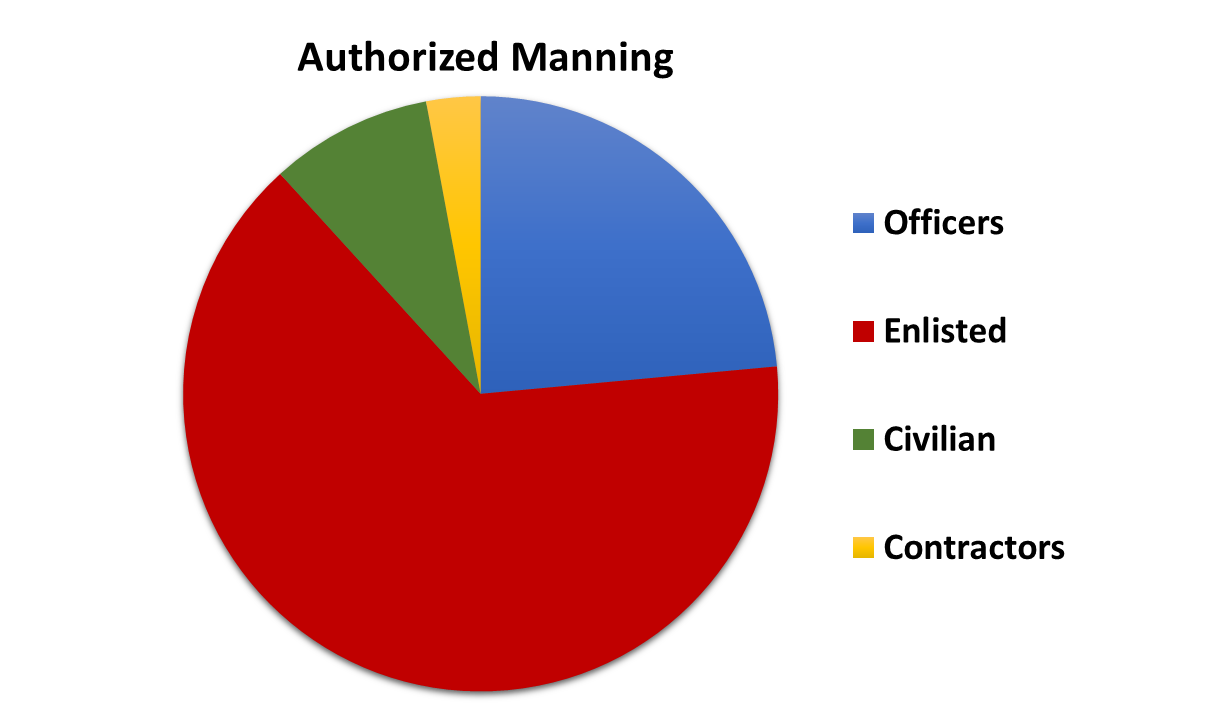 Authorized Manning
Officers
Enlisted
Civilian
Contractors